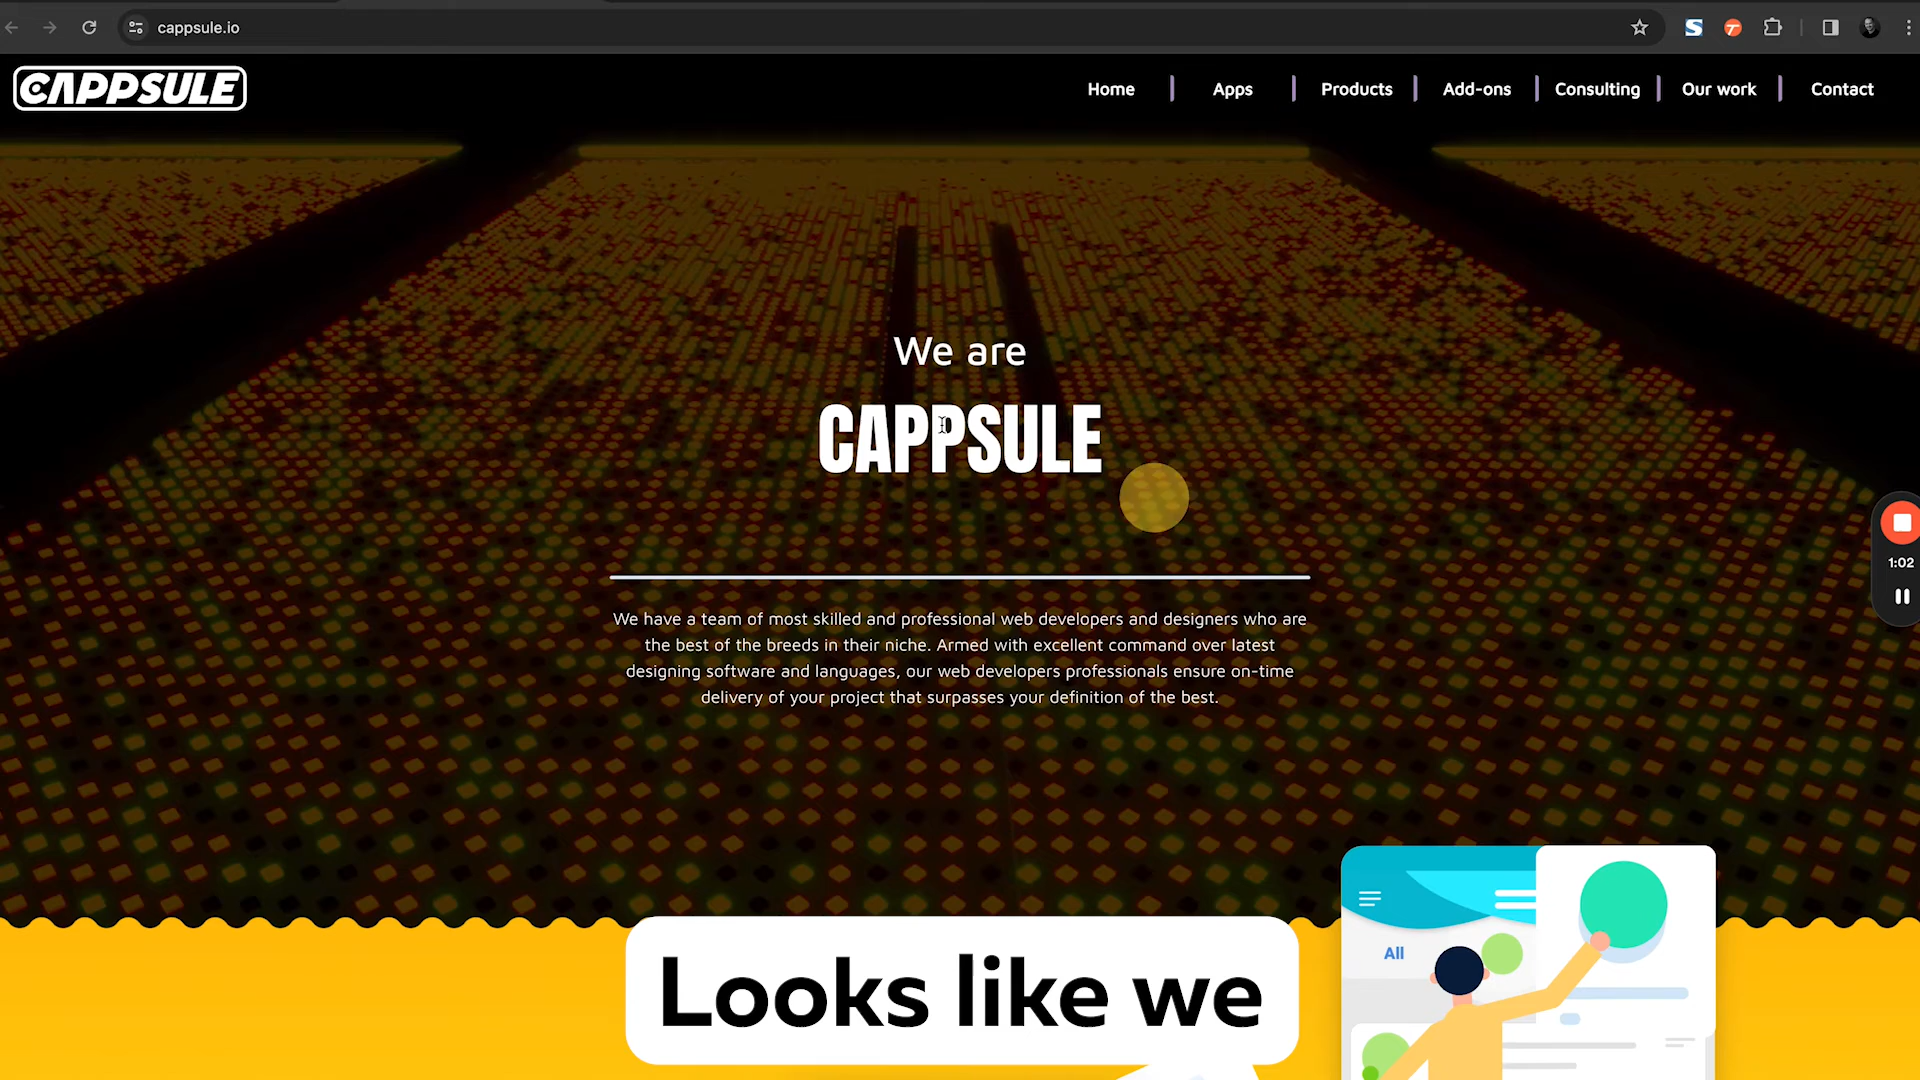 cappsule.io
CAPPSULE
Home
Apps
Products
Add-ons
Consulting
Our work
Contact
We are
CAPPSULE
1:02
We have a team of most skilled and professional web developers and designers who are
the best of the breeds in their niche. Armed with excellent command over latest
designing software and languages, our web developers professionals ensure on-time
delivery of your project that surpasses your definition of the best.
All
Looks like we